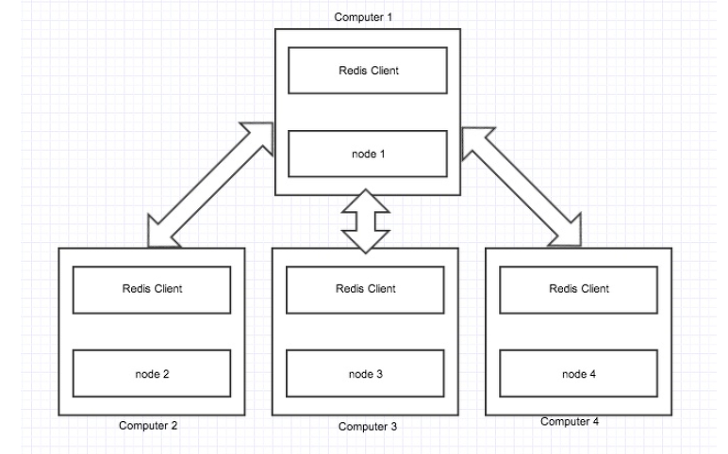 Computer 1
Redis Client
node 1
Redis Client
Redis Client
Redis Client
node 2
node 3
node 4
Computer 2
Computer 3
Computer 4